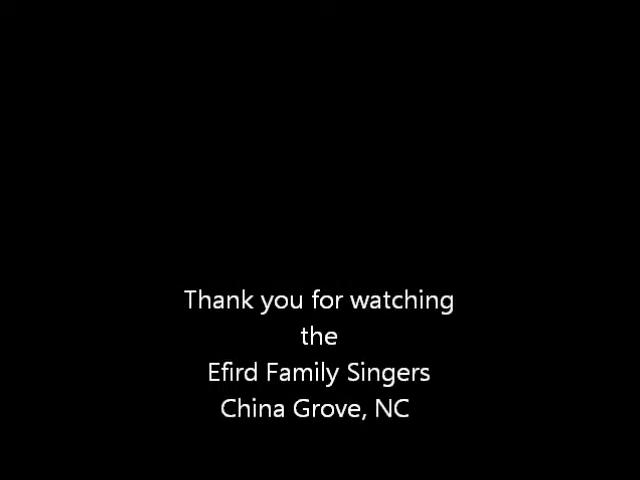 Thank you for watching
the
Efird Family Singers
China Grove, NC